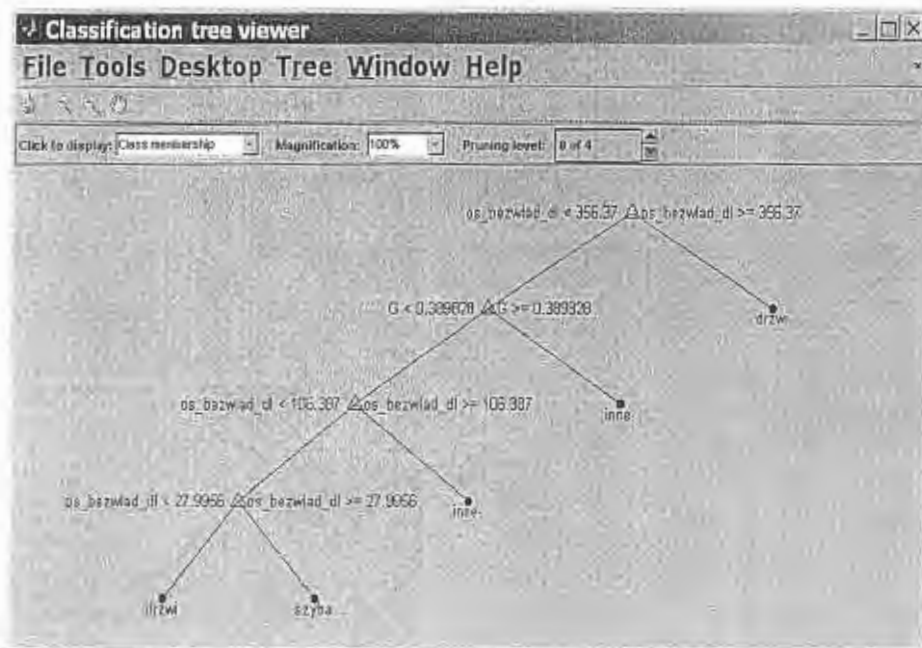 Classification tree viewer
File Tools Desktop Tree Window Help
Click to display: Class membership Magnification: 100% Pruning level: 0 of 4
os_bezwlad_dl < 356.37 os_bezwlad_dl >= 356.37
G < 0.389828 G >= 0.389828
drzwi
os_bezwlad_dl < 106.387 os_bezwlad_dl >= 106.387
inne
os_bezwlad_dl < 27.9956 os_bezwlad_dl >= 27.9956
inne
drzwi
szyba